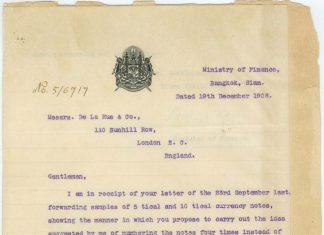 Ministry of Finance,
Bangkok, Siam.
Dated 19th December 1908.
No. 5/6717
Messrs. De La Rue & Co.,
110 Bunhill Row,
London E. C.
England.
Gentlemen,
I am in receipt of your letter of the 23rd September last,
forwarding samples of 5 tical and 10 tical currency notes,
showing the manner in which you propose to carry out the idea
suggested by me of numbering the notes four times instead of